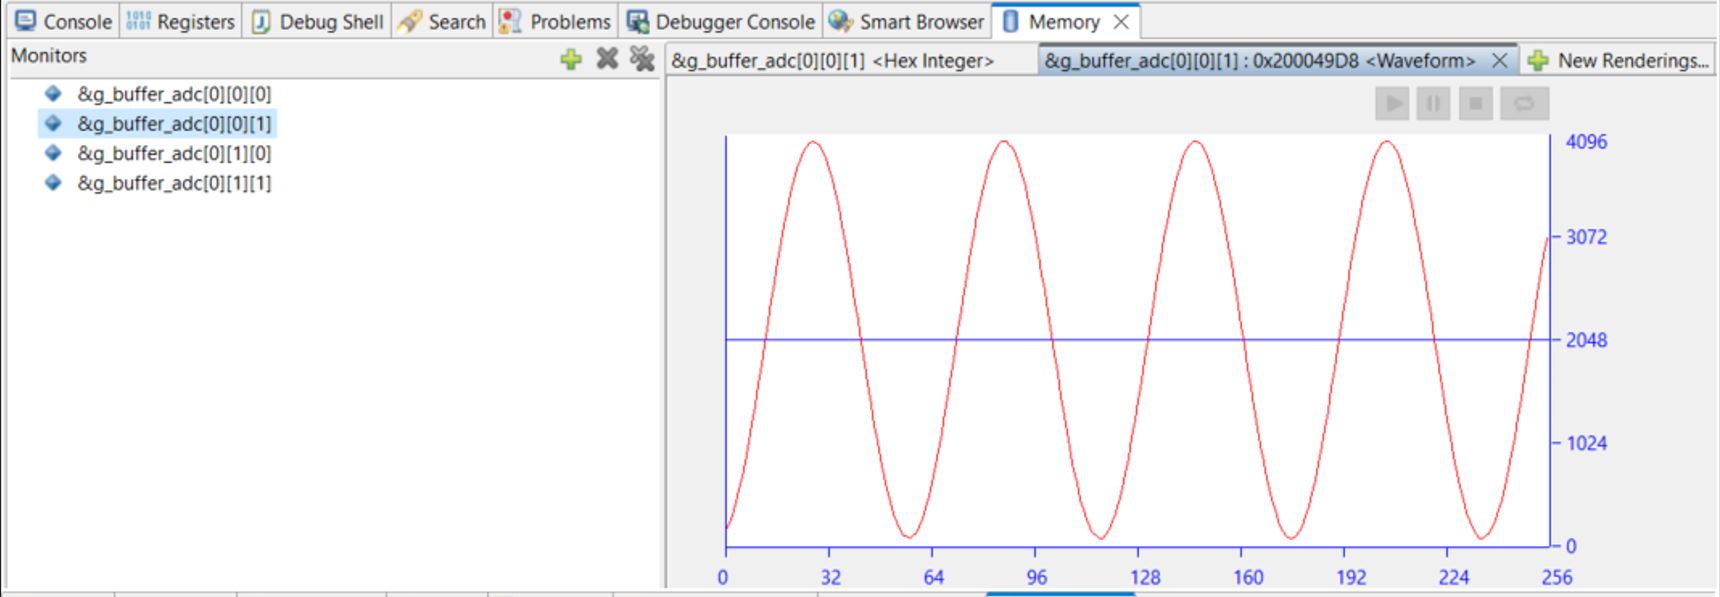 Console Registers Debug Shell Search Problems Debugger Console Smart Browser Memory
Monitors
&g_buffer_adc[0][0][1] <Hex Integer> &g_buffer_adc[0][0][1] : 0x200049D8 <Waveform> New Renderings...
&g_buffer_adc[0][0][0]
&g_buffer_adc[0][0][1]
&g_buffer_adc[0][1][0]
&g_buffer_adc[0][1][1]
4096
3072
2048
1024
0
0 32 64 96 128 160 192 224 256